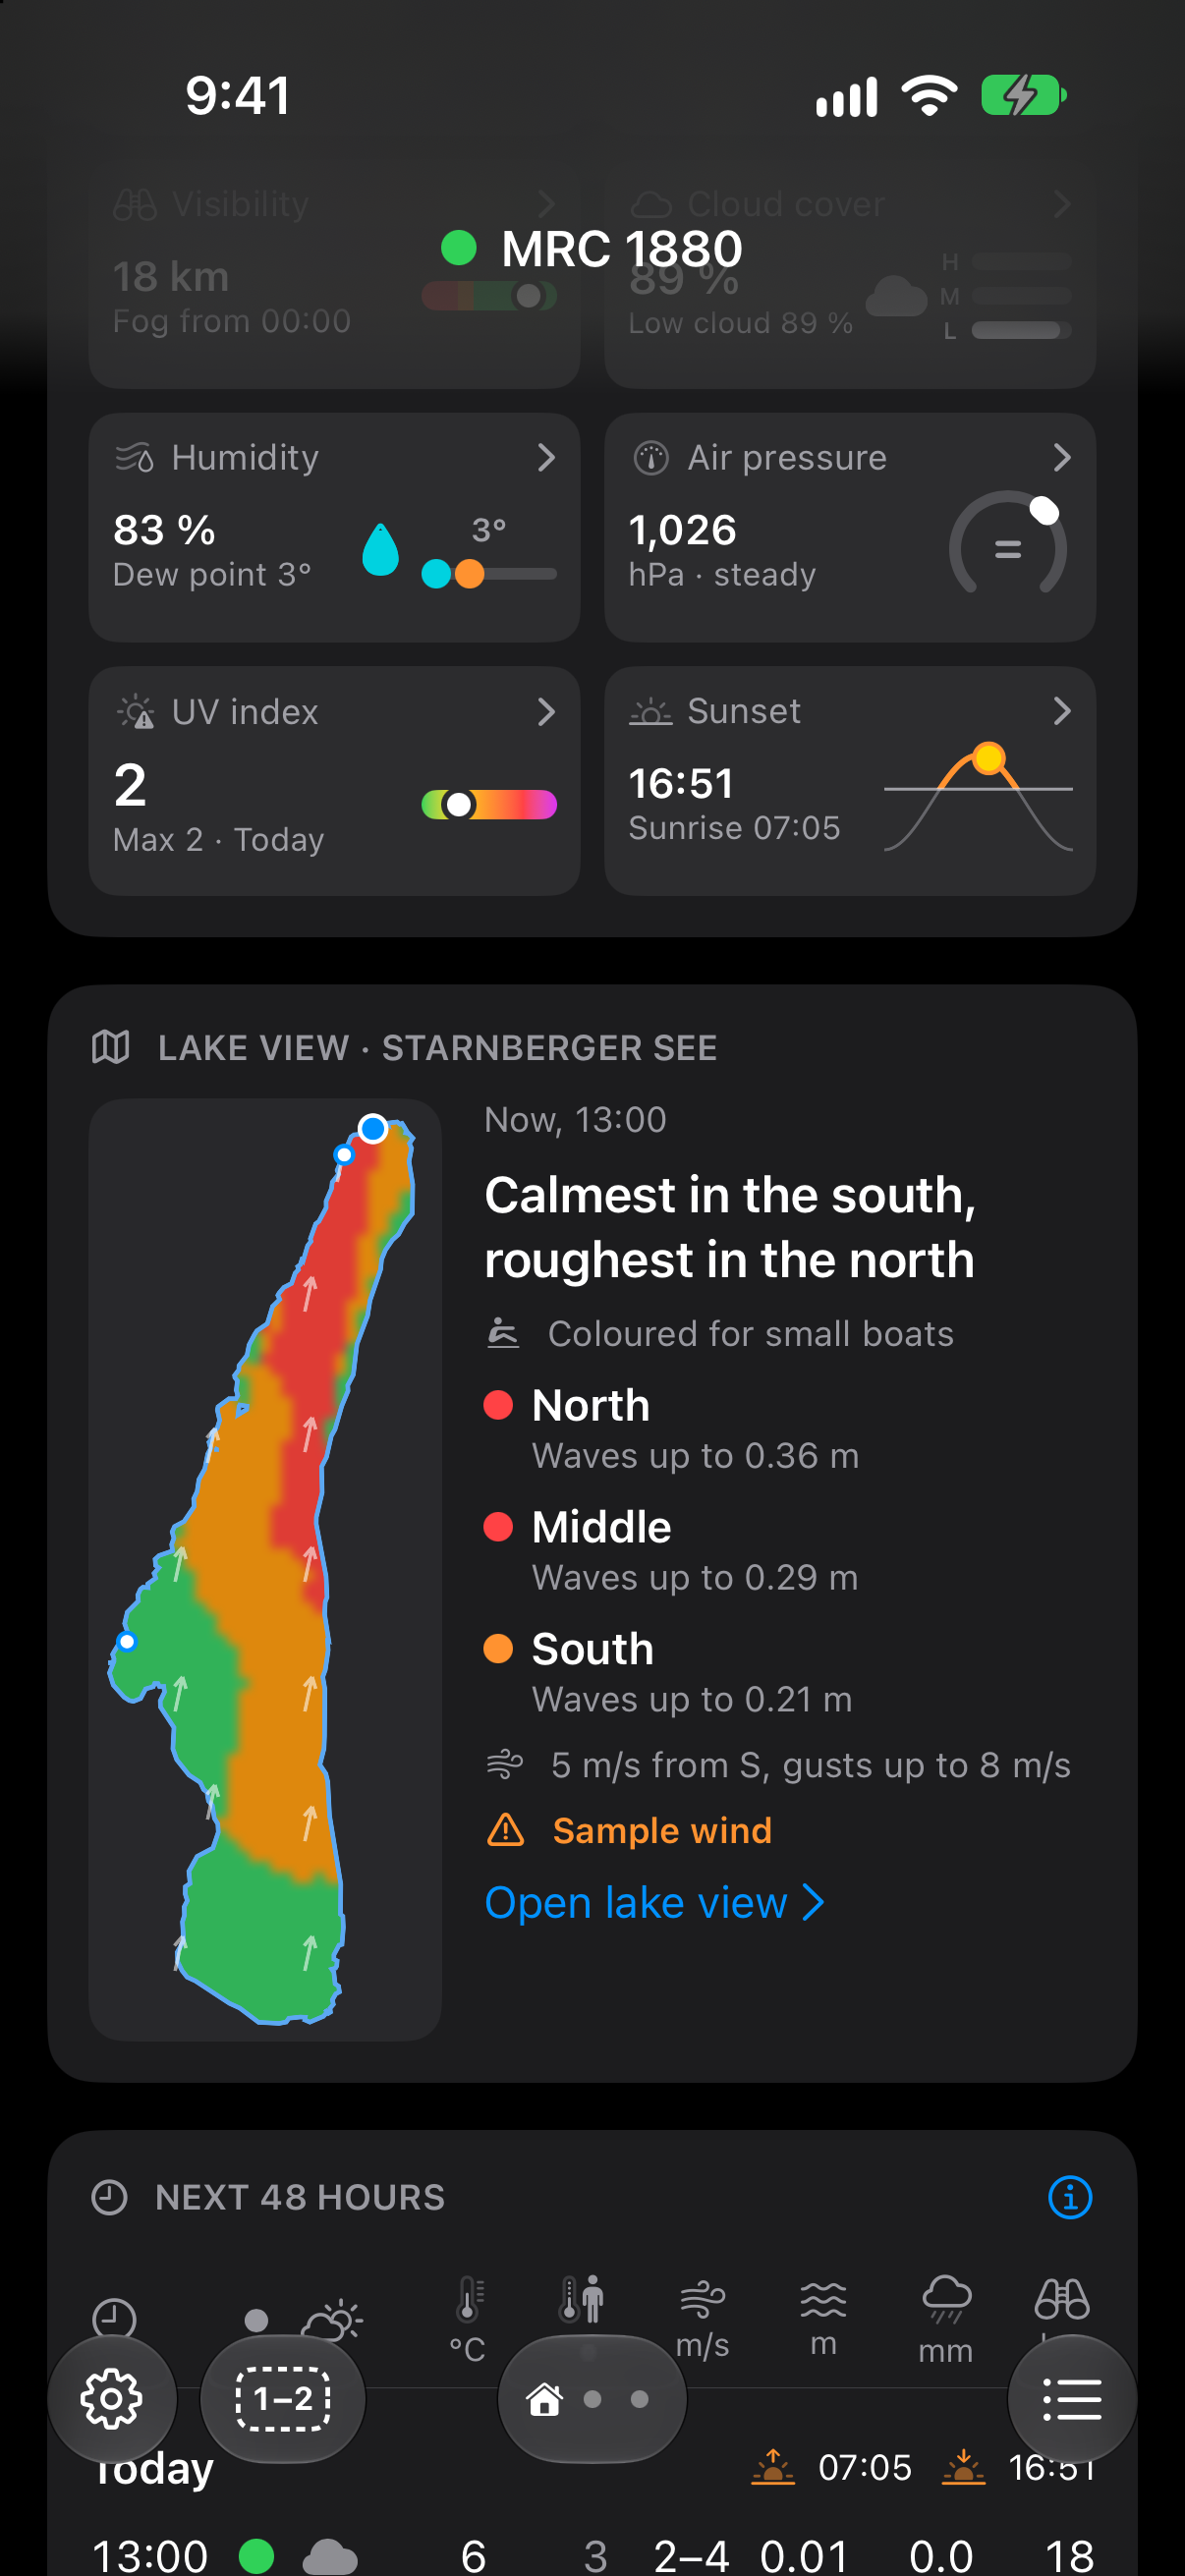 9:41
Visibility
Cloud cover
MRC 1880
18 km
89 %
H
M
L
Fog from 00:00
Low cloud 89 %
Humidity
Air pressure
83 %
3°
1,026
Dew point 3°
hPa · steady
=
UV index
Sunset
2
16:51
Max 2 · Today
Sunrise 07:05
LAKE VIEW · STARNBERGER SEE
Now, 13:00
Calmest in the south,
roughest in the north
Coloured for small boats
North
Waves up to 0.36 m
Middle
Waves up to 0.29 m
South
Waves up to 0.21 m
5 m/s from S, gusts up to 8 m/s
Sample wind
Open lake view
NEXT 48 HOURS
°C
m/s
m
mm
1–2
Today
07:05
16:51
13:00
6
3
2–4
0.01
0.0
18